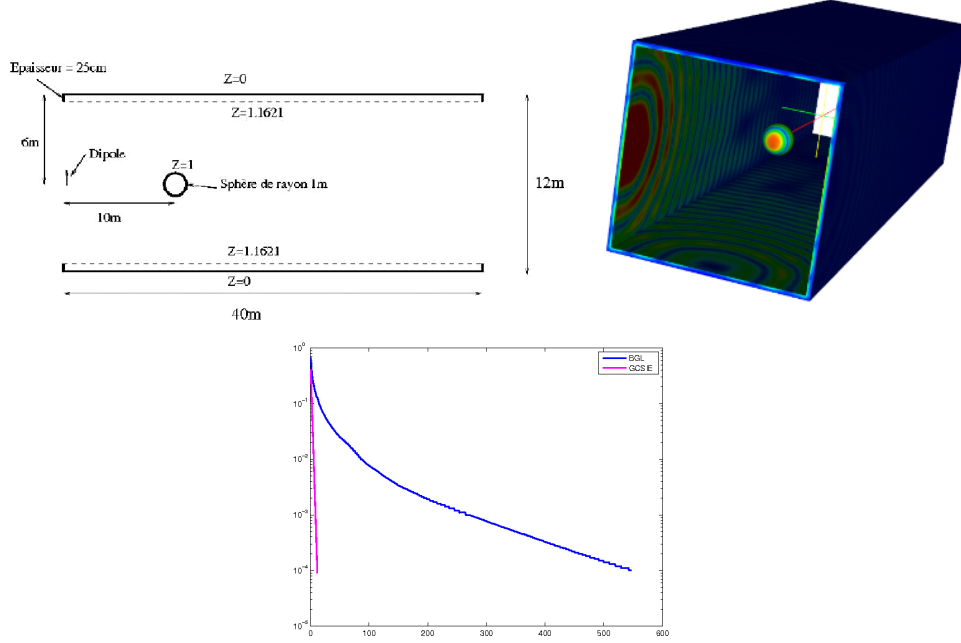 Epaisseur = 25cm
Z=0
Z=1.1621
6m
Dipole
Z=1
Sphère de rayon 1m
12m
10m
Z=1.1621
Z=0
40m
BGL
GCSIE
10^0
10^-1
10^-2
10^-3
10^-4
10^-5
0
100
200
300
400
500
600